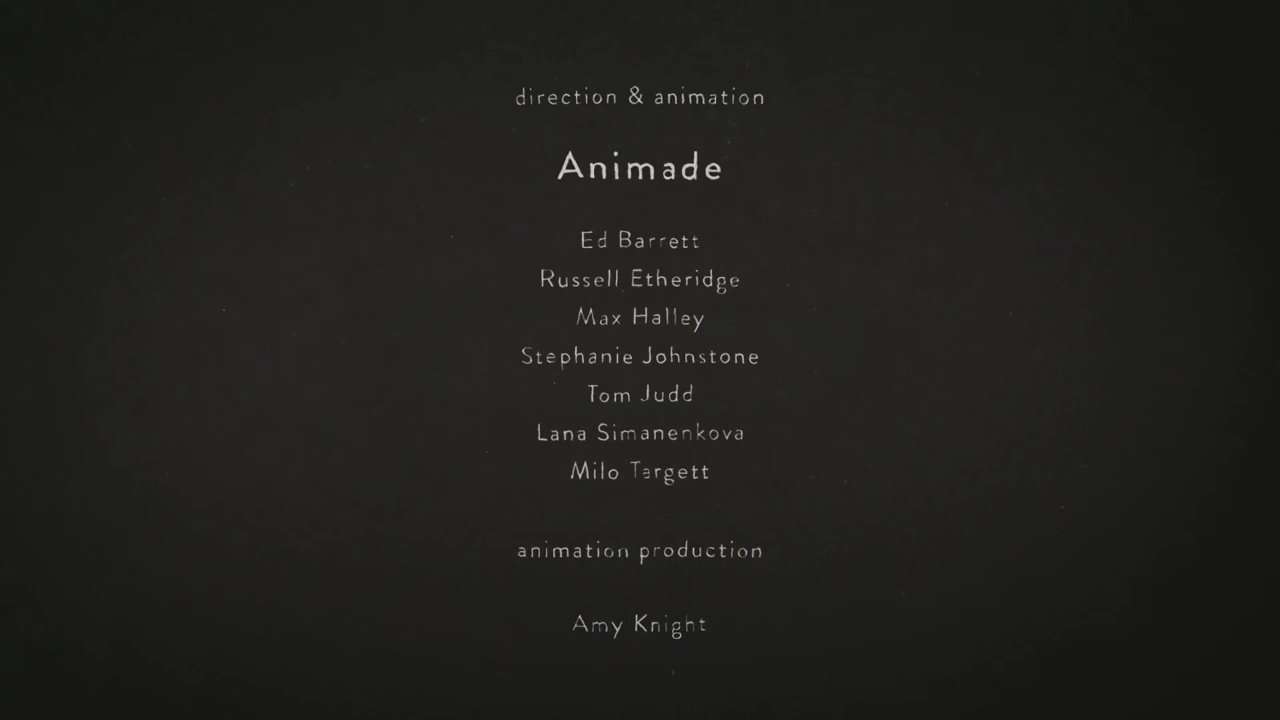 direction & animation
Animade
Ed Barrett
Russell Etheridge
Max Halley
Stephanie Johnstone
Tom Judd
Lana Simanenkova
Milo Targett
animation production
Amy Knight